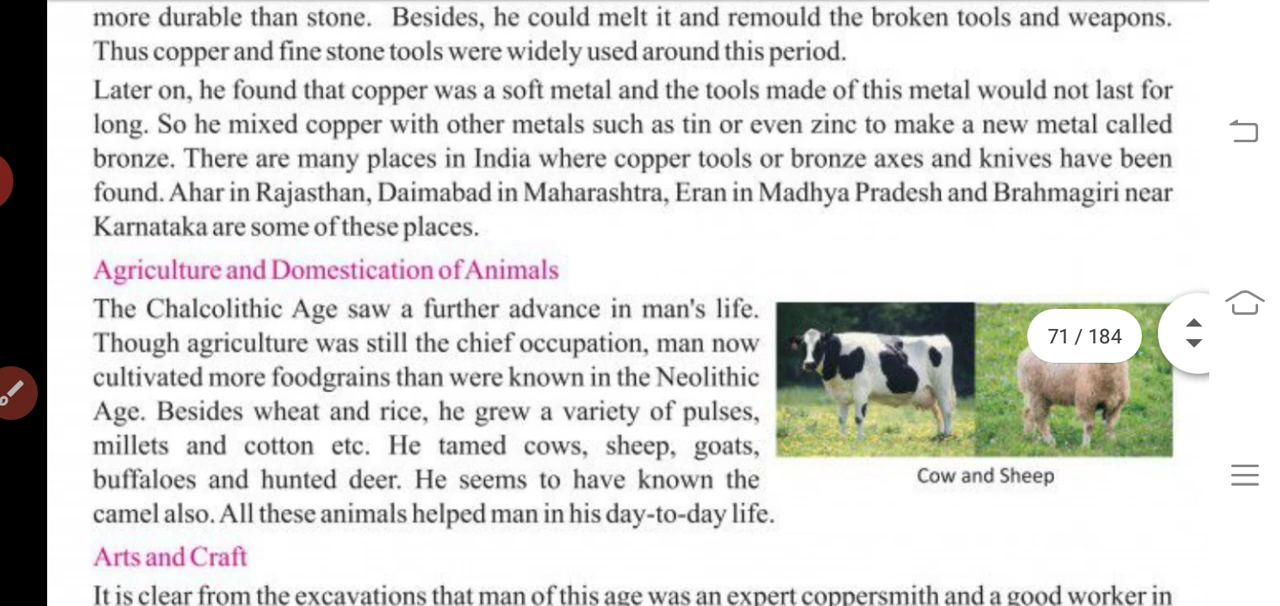 more durable than stone. Besides, he could melt it and remould the broken tools and weapons.
Thus copper and fine stone tools were widely used around this period.
Later on, he found that copper was a soft metal and the tools made of this metal would not last for
long. So he mixed copper with other metals such as tin or even zinc to make a new metal called
bronze. There are many places in India where copper tools or bronze axes and knives have been
found. Ahar in Rajasthan, Daimabad in Maharashtra, Eran in Madhya Pradesh and Brahmagiri near
Karnataka are some of these places.
Agriculture and Domestication of Animals
The Chalcolithic Age saw a further advance in man's life.
Though agriculture was still the chief occupation, man now
cultivated more foodgrains than were known in the Neolithic
Age. Besides wheat and rice, he grew a variety of pulses,
millets and cotton etc. He tamed cows, sheep, goats,
buffaloes and hunted deer. He seems to have known the
camel also. All these animals helped man in his day-to-day life.
71 / 184
Cow and Sheep
Arts and Craft
It is clear from the excavations that man of this age was an expert coppersmith and a good worker in